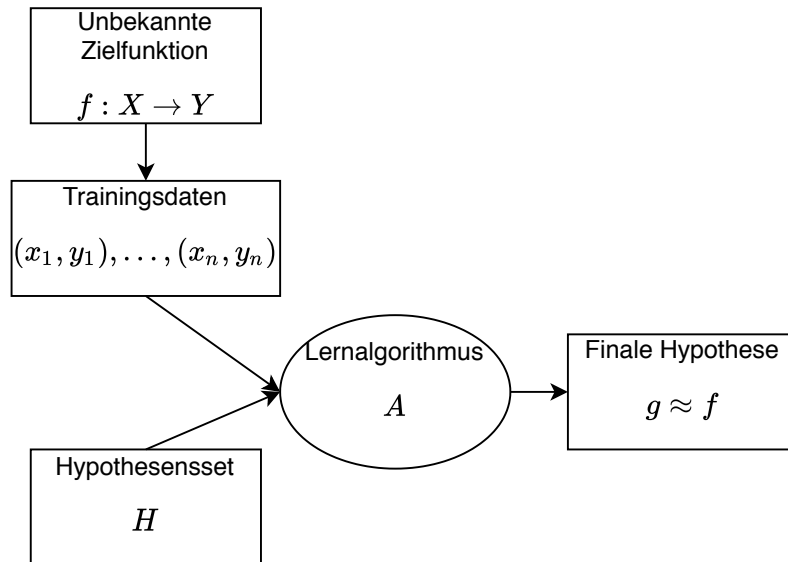 Unbekannte
Zielfunktion
f : X → Y
Trainingsdaten
(x₁, y₁), . . . , (xₙ, yₙ)
Lernalgorithmus
A
Finale Hypothese
g ≈ f
Hypothesensset
H